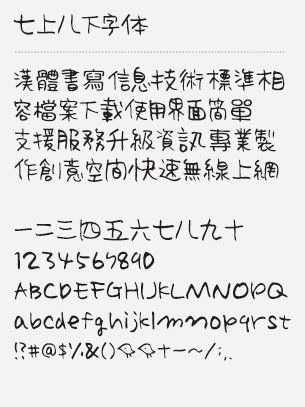 七上八下字体
漢體書寫信息技術標準相
容檔案下載使用界面简單
支援服務升級資訊專業製
作創意空间快速無線上網
一二三四五六七八九十
1234567890
ABCDEFGHIJKLMNOPQ
abcdefghijklmnopqrst
!?#@$%&()☞☜+-~/:,.